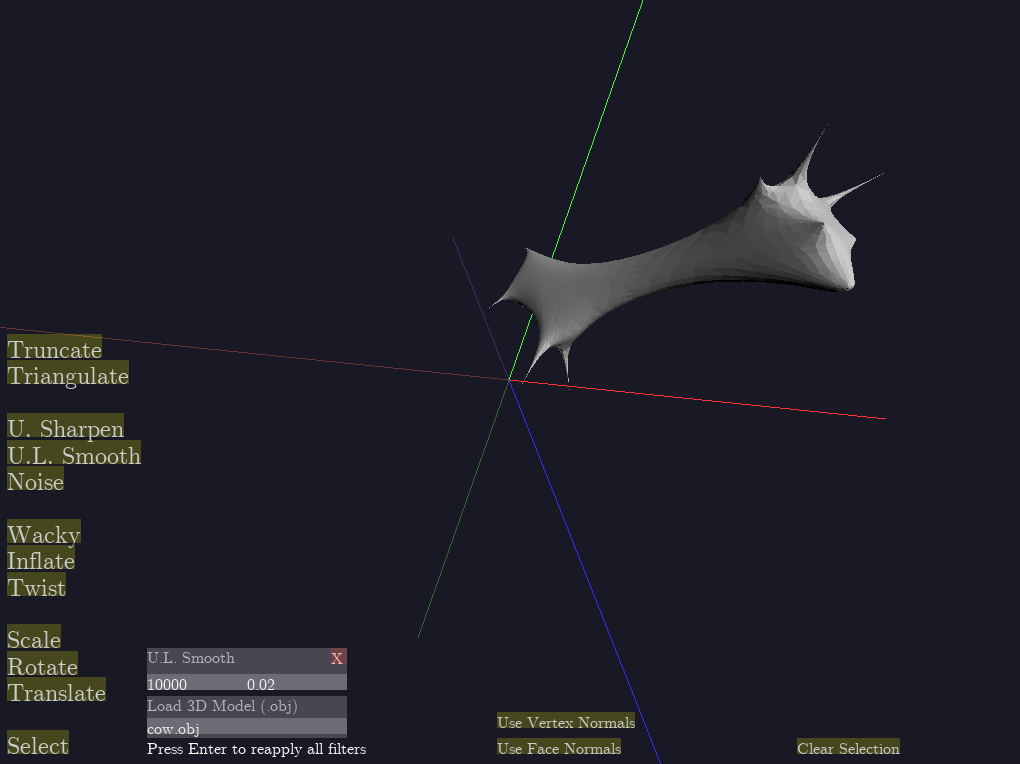 Truncate
Triangulate
U. Sharpen
U.L. Smooth
Noise
Wacky
Inflate
Twist
Scale
Rotate
Translate
Select
U.L. Smooth X
10000 0.02
Load 3D Model (.obj)
cow.obj
Press Enter to reapply all filters
Use Vertex Normals
Use Face Normals
Clear Selection